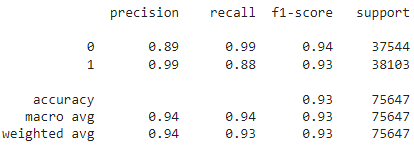 precision recall f1-score support
0 0.89 0.99 0.94 37544
1 0.99 0.88 0.93 38103
accuracy 0.93 75647
macro avg 0.94 0.94 0.93 75647
weighted avg 0.94 0.93 0.93 75647